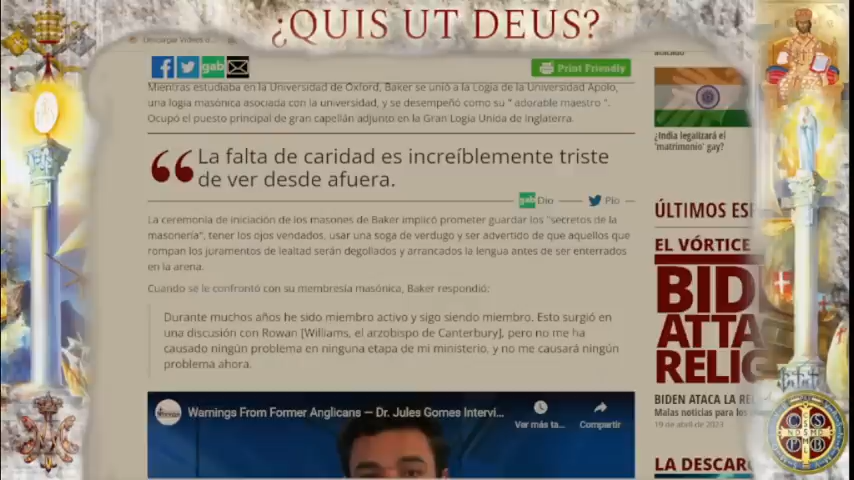 ¿QUIS UT DEUS?
Descargar videos d...
gab
Print Friendly
Mientras estudiaba en la Universidad de Oxford, Baker se unió a la Logia de la Universidad Apolo,
una logia masónica asociada con la universidad, y se desempeñó como su " adorable maestro ".
Ocupó el puesto principal de gran capellán adjunto en la Gran Logia Unida de Inglaterra.
La falta de caridad es increíblemente triste
de ver desde afuera.
gab Dio
Pío
La ceremonia de iniciación de los masones de Baker implicó prometer guardar los "secretos de la
masonería", tener los ojos vendados, usar una soga de verdugo y ser advertido de que aquellos que
rompan los juramentos de lealtad serán degollados y arrancados la lengua antes de ser enterrados
en la arena.
Cuando se le confrontó con su membresía masónica, Baker respondió:
Durante muchos años he sido miembro activo y sigo siendo miembro. Esto surgió en
una discusión con Rowan [Williams, el arzobispo de Canterbury], pero no me ha
causado ningún problema en ninguna etapa de mi ministerio, y no me causará ningún
problema ahora.
Warnings From Former Anglicans — Dr. Jules Gomes Intervi...
Ver más ta...
Compartir
¿India legalizará el
'matrimonio' gay?
ÚLTIMOS ES
EL VÓRTICE
BID
ATTA
RELIG
BIDEN ATACA LA REL
Malas noticias para los
19 de abril de 2023
LA DESCARG